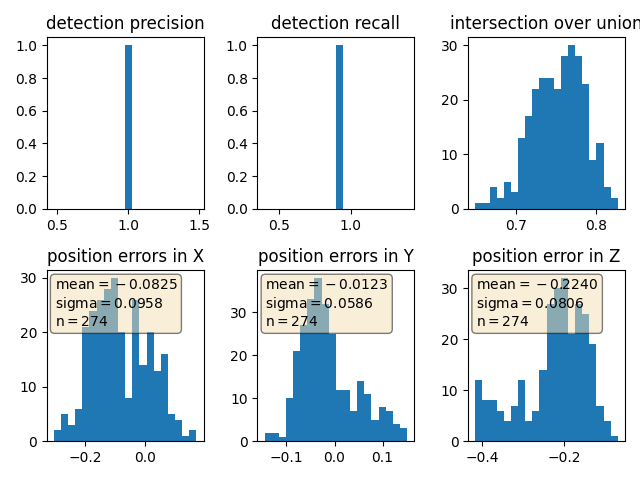 detection precision
1.0
0.8
0.6
0.4
0.2
0.0
0.5 1.0 1.5
detection recall
1.0
0.8
0.6
0.4
0.2
0.0
0.5 1.0
intersection over union
30
20
10
0
0.7 0.8
position errors in X
30
20
10
0
mean = −0.0825
sigma = 0.0958
n = 274
−0.2 0.0
position errors in Y
30
20
10
0
mean = −0.0123
sigma = 0.0586
n = 274
−0.1 0.0 0.1
position error in Z
30
20
10
0
mean = −0.2240
sigma = 0.0806
n = 274
−0.4 −0.2